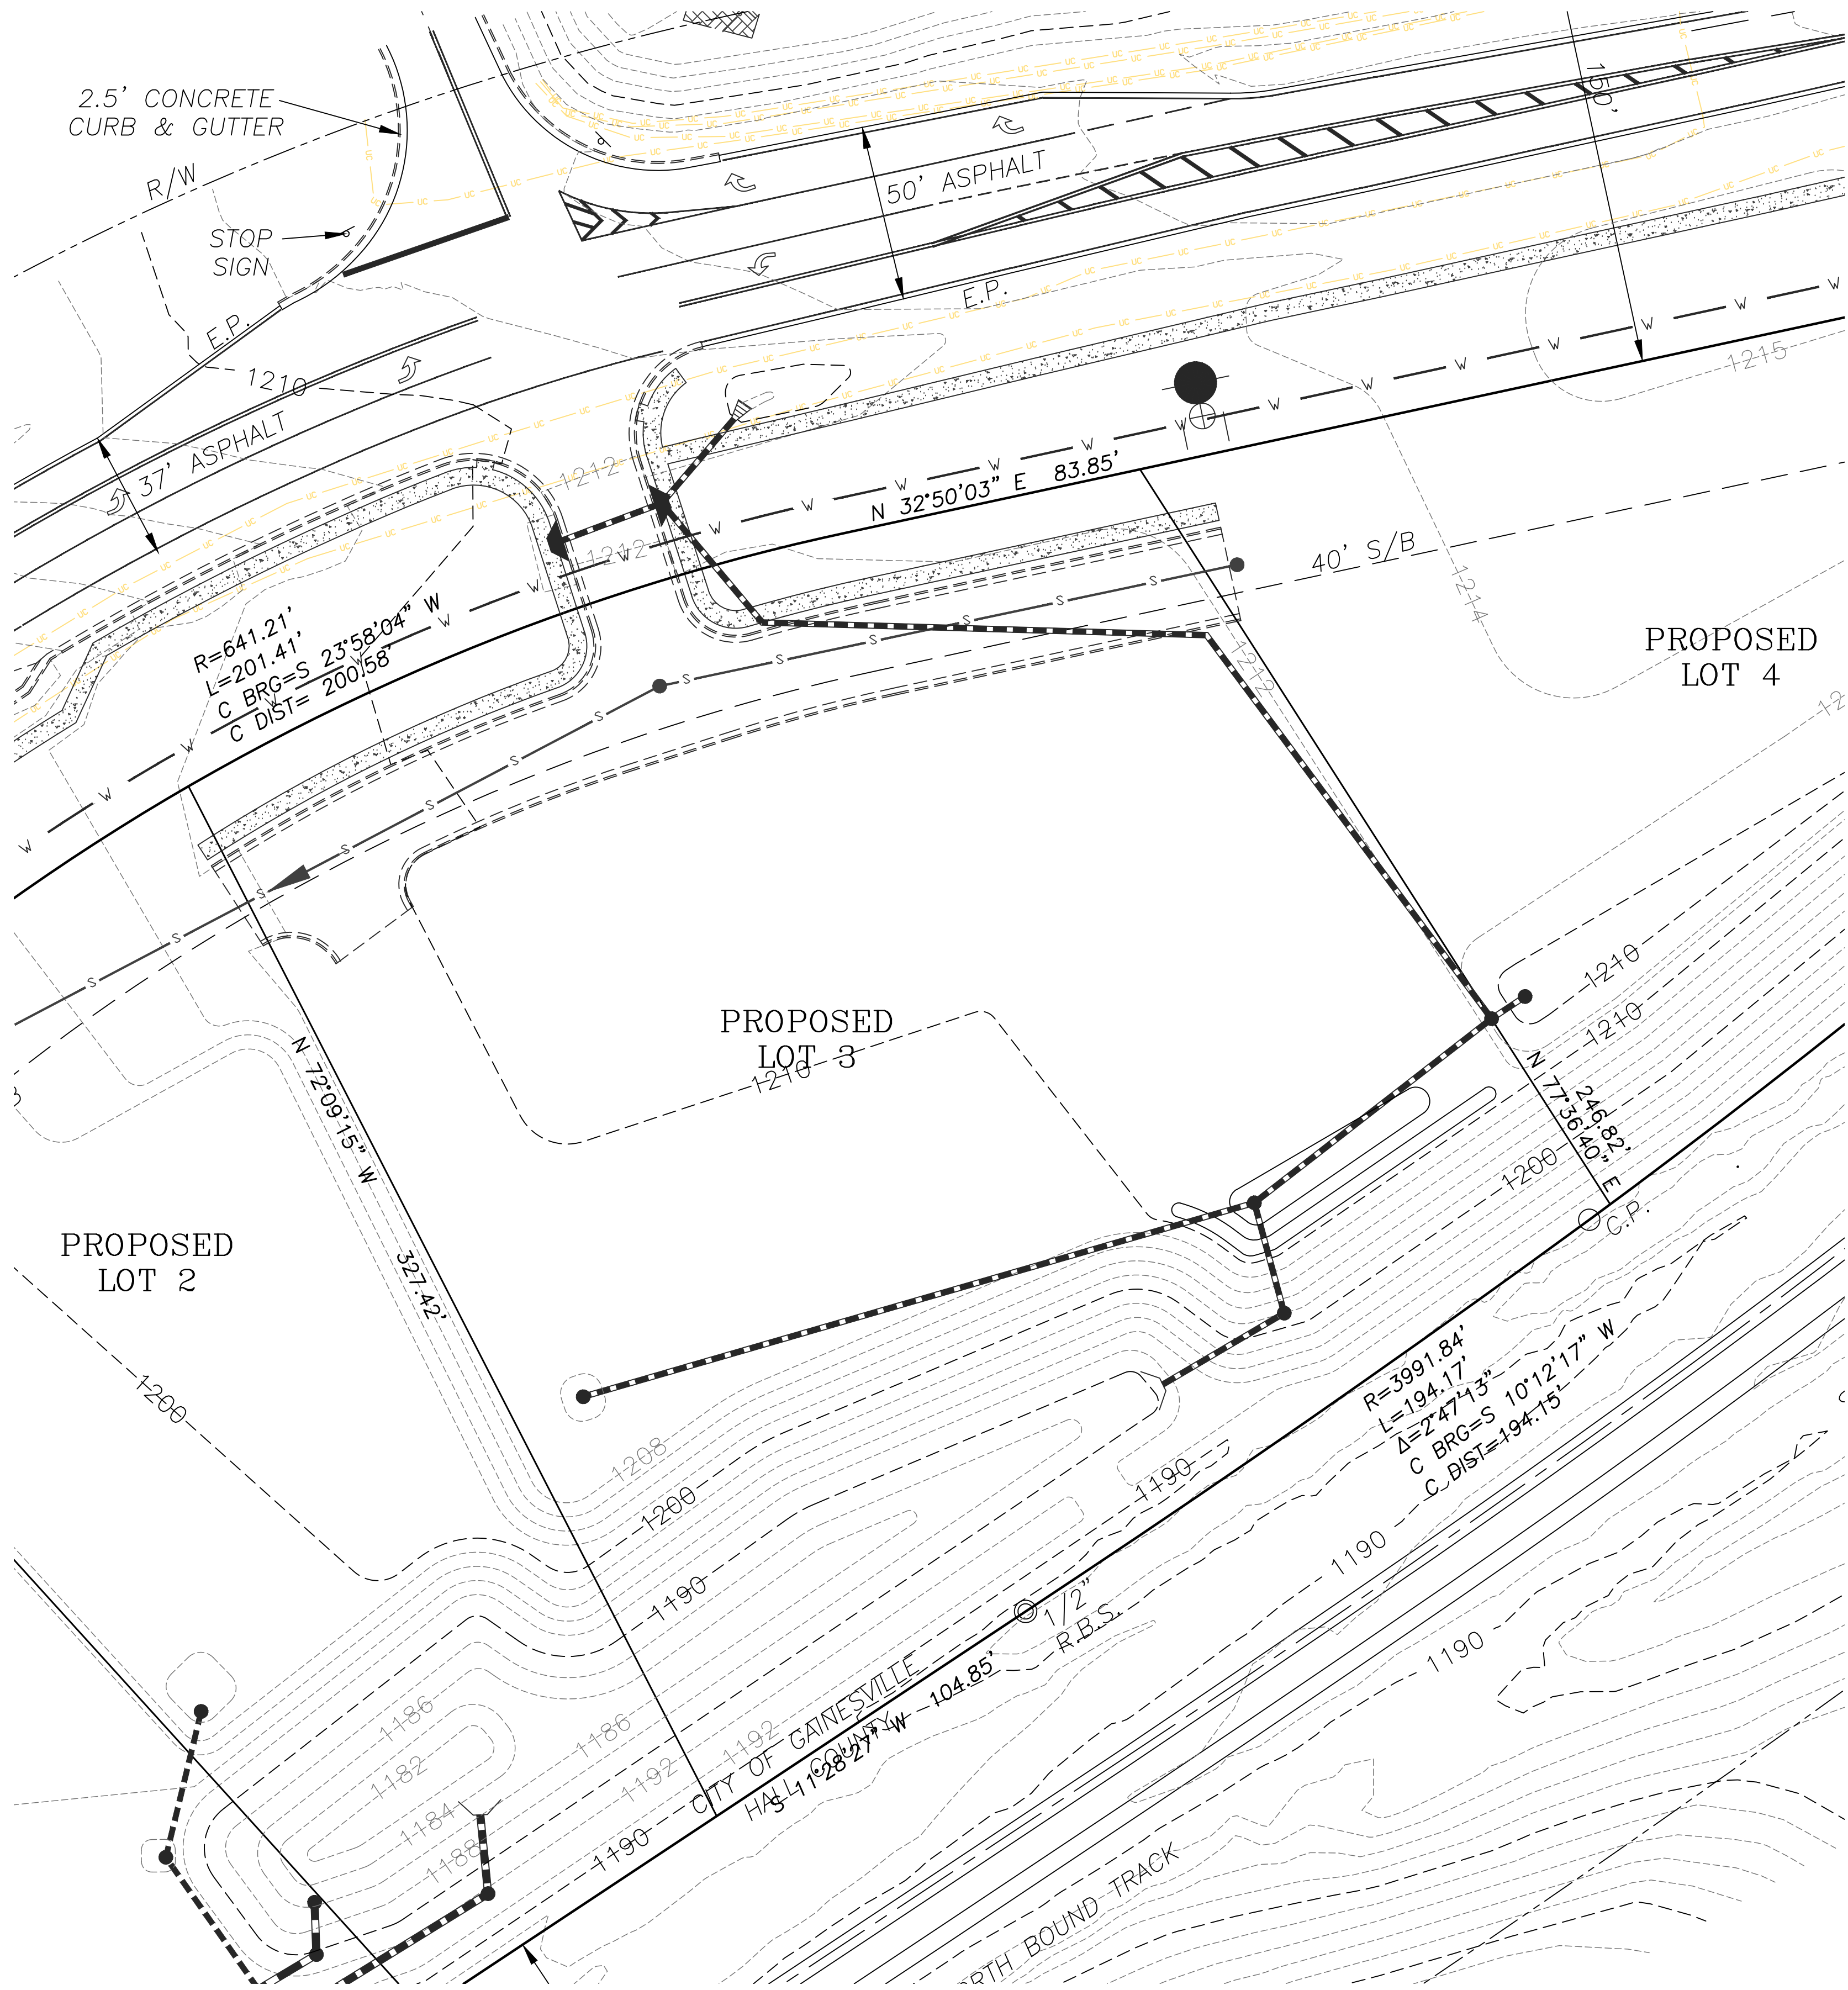 2.5' CONCRETE
CURB & GUTTER
R/W
STOP
SIGN
E.P.
1210
37' ASPHALT
50' ASPHALT
E.P.
150'
1215
1212
1212
N 32°50'03" E 83.85'
40' S/B
1214
1212
PROPOSED
LOT 4
R=641.21'
L=201.41'
C BRG=S 23°58'04" W
C DIST= 200.58'
PROPOSED
LOT 3
1210
1210
1210
N 72°09'15" W
327.42'
246.82'
N 77°36'40" E
1200
C.P.
PROPOSED
LOT 2
1200
1208
1200
1190
1190
R=3991.84'
L=194.17'
Δ=2°47'13"
C BRG=S 10°12'17" W
C DIST=194.15'
1190
1/2"
R.B.S.
1190
1186
1186
1182
1184
1188
1192
1192
CITY OF GAINESVILLE
HALL COUNTY
S 11°28'27" W 104.85'
1190
BOUND TRACK